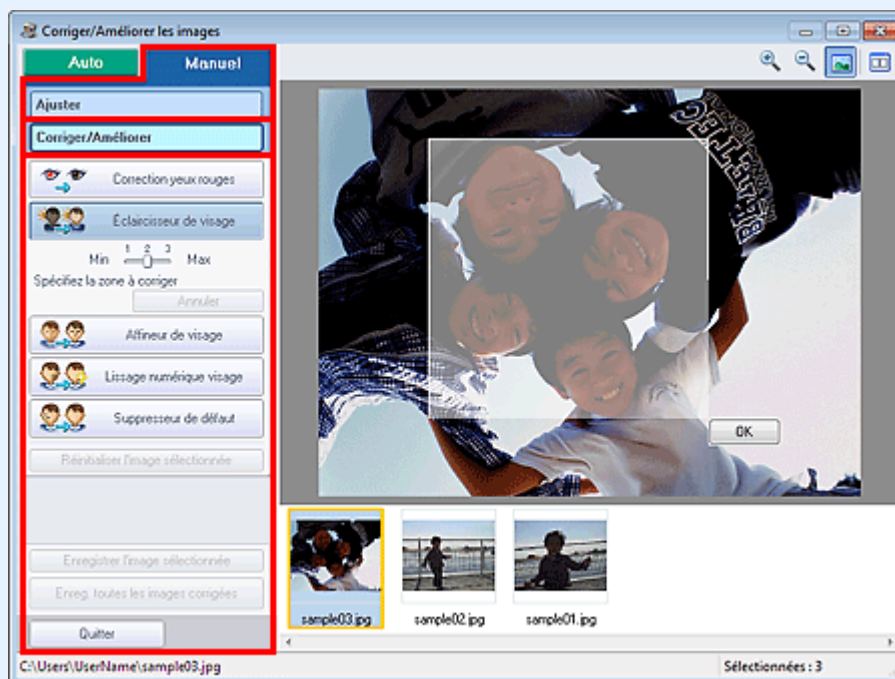 Corriger/Améliorer les images
Auto
Manuel
Ajuster
Corriger/Améliorer
Correction yeux rouges
Éclaircisseur de visage
1 2 3
Min Max
Spécifiez la zone à corriger
Annuler
Affineur de visage
Lissage numérique visage
Suppresseur de défaut
Réinitialiser l'image sélectionnée
Enregistrer l'image sélectionnée
Enreg. toutes les images corrigées
Quitter
OK
sample03.jpg
sample02.jpg
sample01.jpg
C:\Users\UserName\sample03.jpg
Sélectionnées : 3